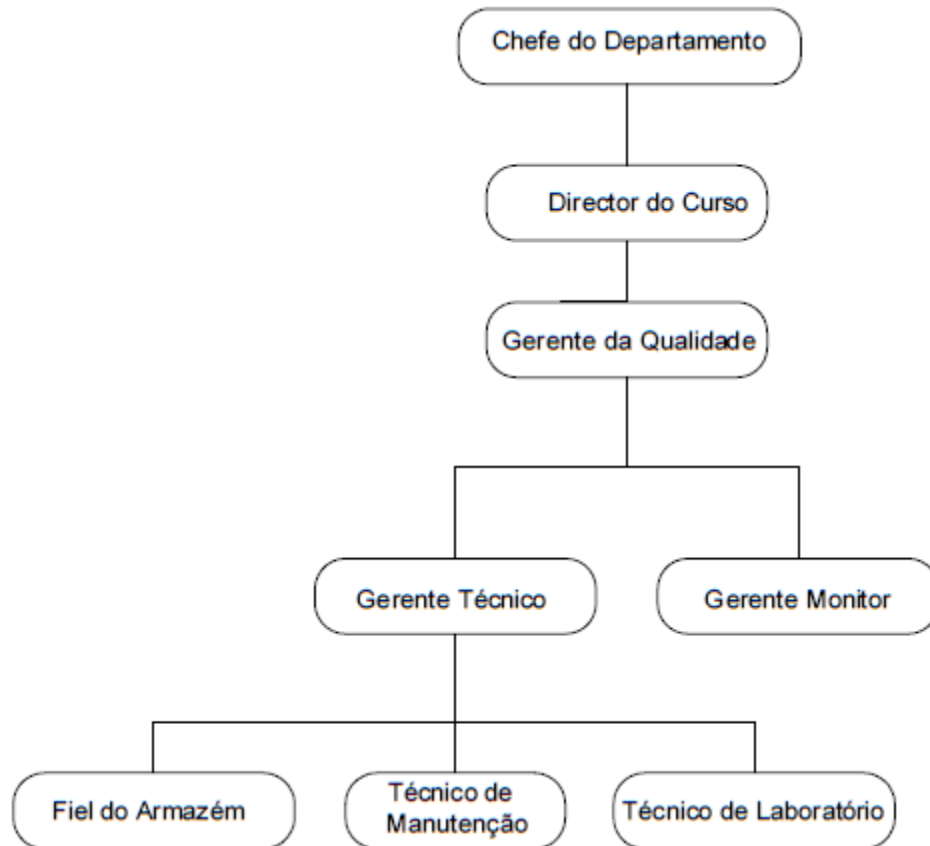 Chefe do Departamento
Director do Curso
Gerente da Qualidade
Gerente Técnico
Gerente Monitor
Fiel do Armazém
Técnico de
Manutenção
Técnico de Laboratório